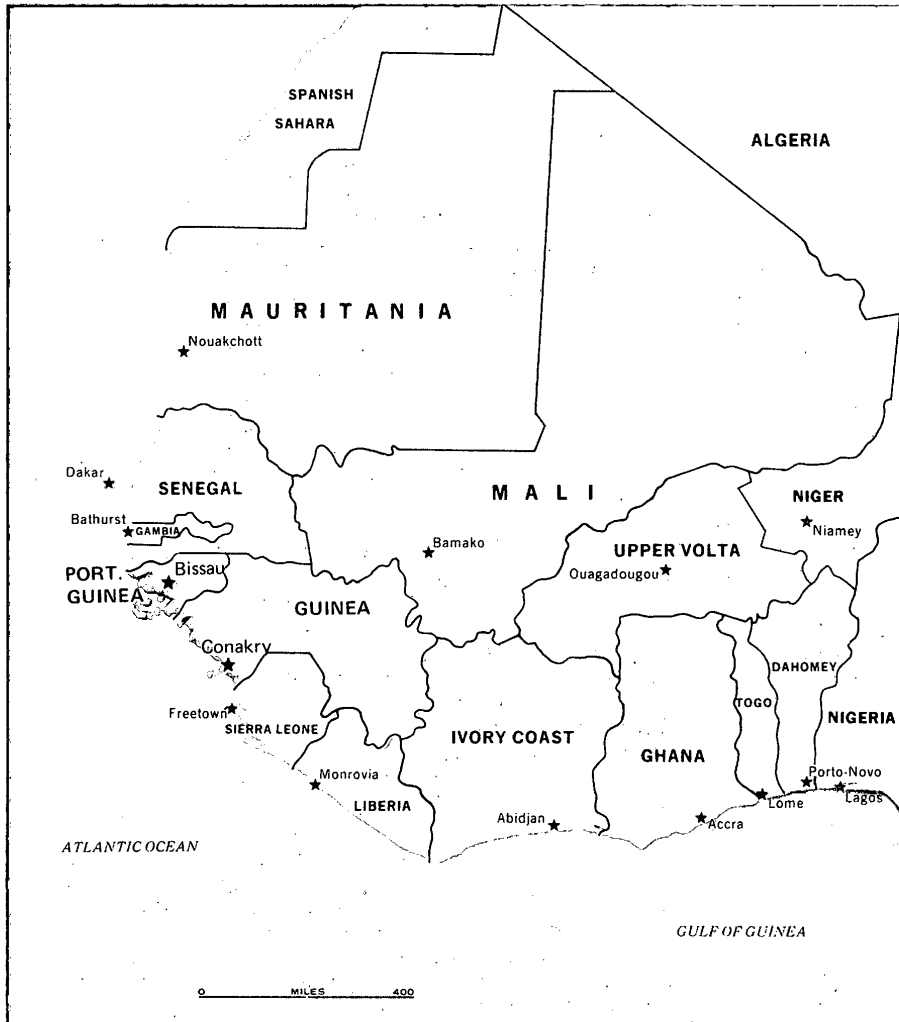 SPANISH
SAHARA
ALGERIA
MAURITANIA
Nouakchott
Dakar
SENEGAL
MALI
NIGER
Bathurst
GAMBIA
Niamey
Bamako
UPPER VOLTA
Ouagadougou
PORT.
GUINEA
Bissau
GUINEA
Conakry
DAHOMEY
TOGO
NIGERIA
Freetown
SIERRA LEONE
IVORY COAST
GHANA
Monrovia
LIBERIA
Porto-Novo
Lome
Lagos
Abidjan
Accra
ATLANTIC OCEAN
GULF OF GUINEA
0 MILES 400